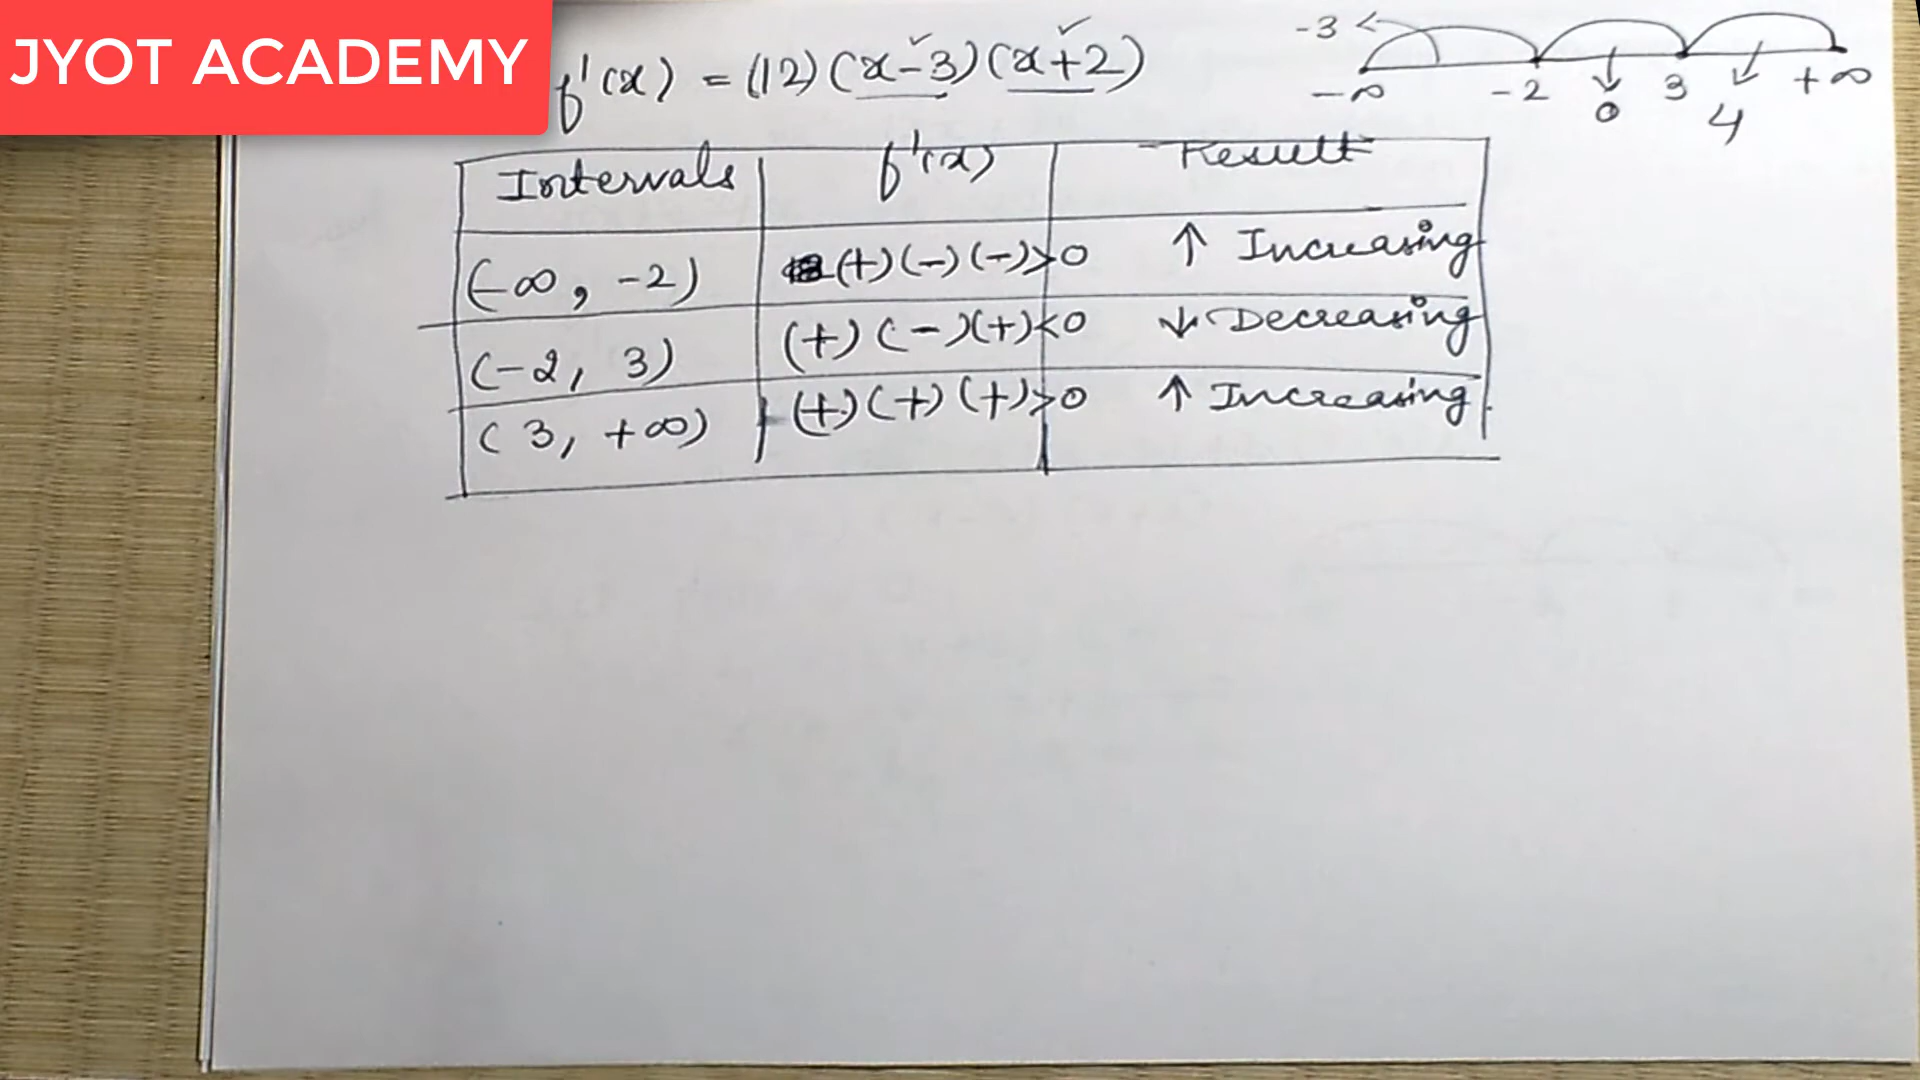 JYOT ACADEMY
f'(x) = (12)(x-3)(x+2)
-3
-∞ -2 0 3 4 +∞
Intervals f'(x) Result
(-∞, -2) (+)(-)(-)>0 ↑ Increasing
(-2, 3) (+)(-)(+)<0 ↓ Decreasing
(3, +∞) (+)(+)(+)>0 ↑ Increasing